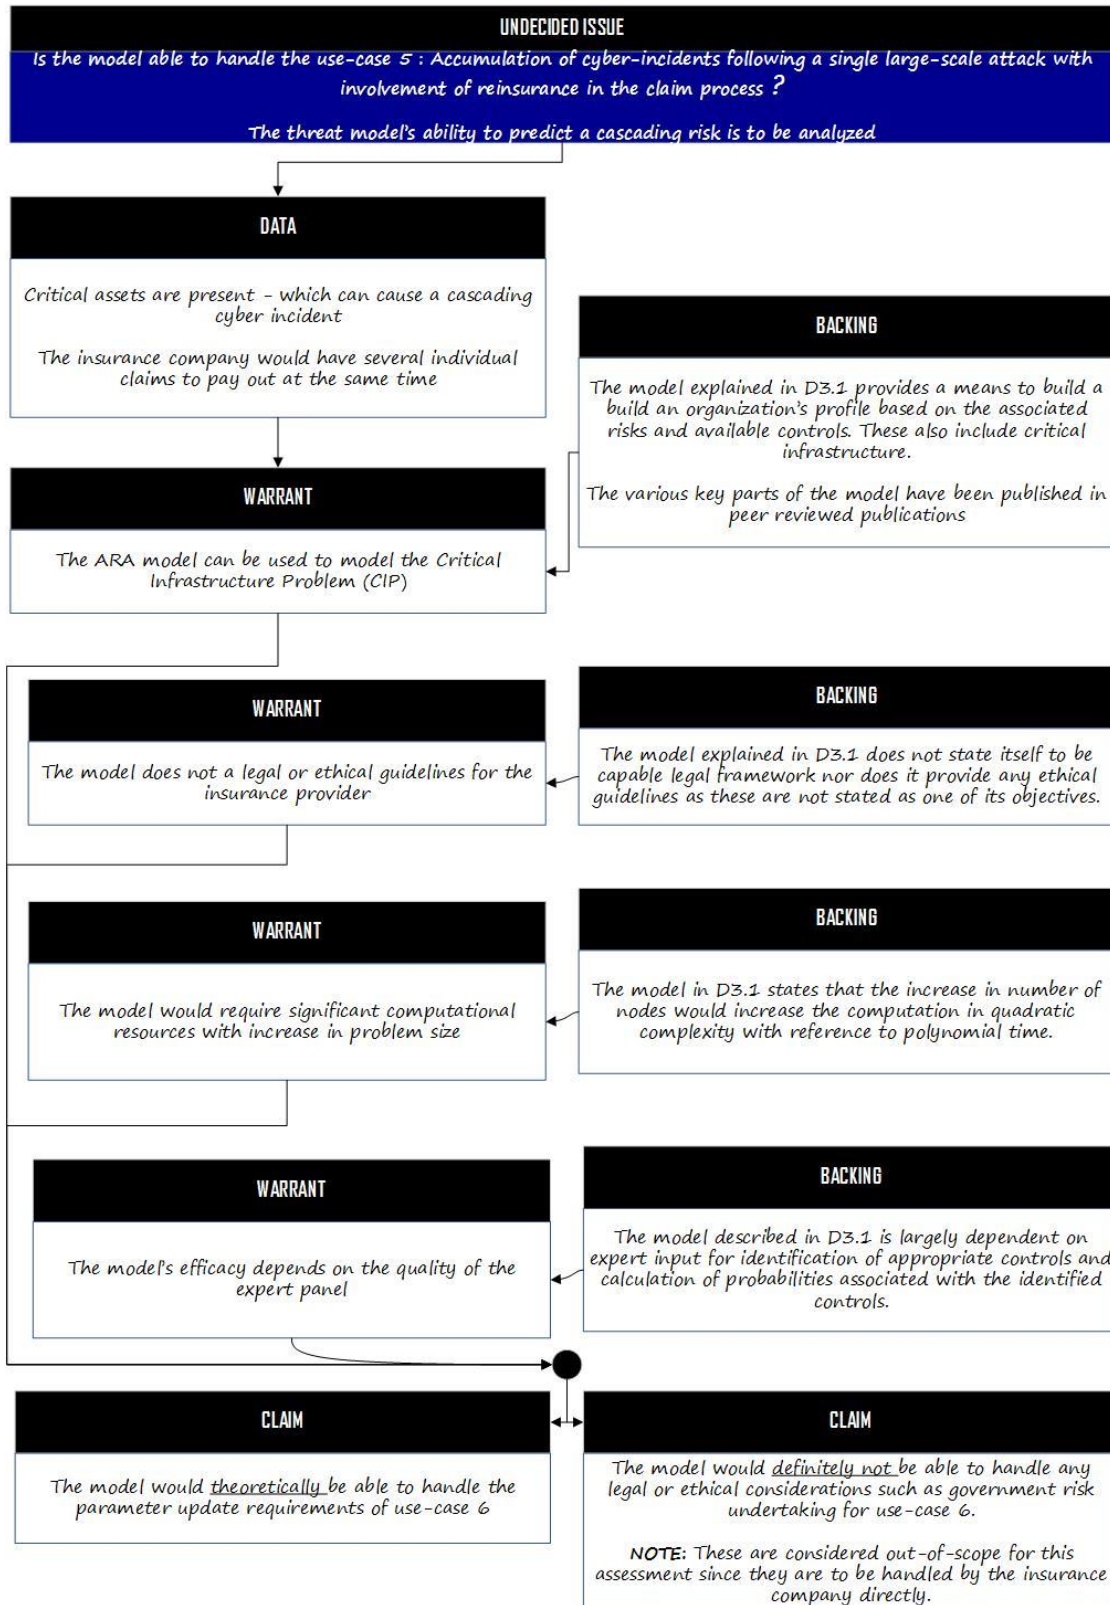 UNDECIDED ISSUE
Is the model able to handle the use-case 5 : Accumulation of cyber-incidents following a single large-scale attack with
involvement of reinsurance in the claim process ?
The threat model's ability to predict a cascading risk is to be analyzed
DATA
Critical assets are present - which can cause a cascading
cyber incident
The insurance company would have several individual
claims to pay out at the same time
BACKING
The model explained in D3.1 provides a means to build a
build an organization's profile based on the associated
risks and available controls. These also include critical
infrastructure.
The various key parts of the model have been published in
peer reviewed publications
WARRANT
The ARA model can be used to model the Critical
Infrastructure Problem (CIP)
WARRANT
The model does not a legal or ethical guidelines for the
insurance provider
BACKING
The model explained in D3.1 does not state itself to be
capable legal framework nor does it provide any ethical
guidelines as these are not stated as one of its objectives.
WARRANT
The model would require significant computational
resources with increase in problem size
BACKING
The model in D3.1 states that the increase in number of
nodes would increase the computation in quadratic
complexity with reference to polynomial time.
WARRANT
The model's efficacy depends on the quality of the
expert panel
BACKING
The model described in D3.1 is largely dependent on
expert input for identification of appropriate controls and
calculation of probabilities associated with the identified
controls.
CLAIM
The model would theoretically be able to handle the
parameter update requirements of use-case 6
CLAIM
The model would definitely not be able to handle any
legal or ethical considerations such as government risk
undertaking for use-case 6.
NOTE: These are considered out-of-scope for this
assessment since they are to be handled by the insurance
company directly.